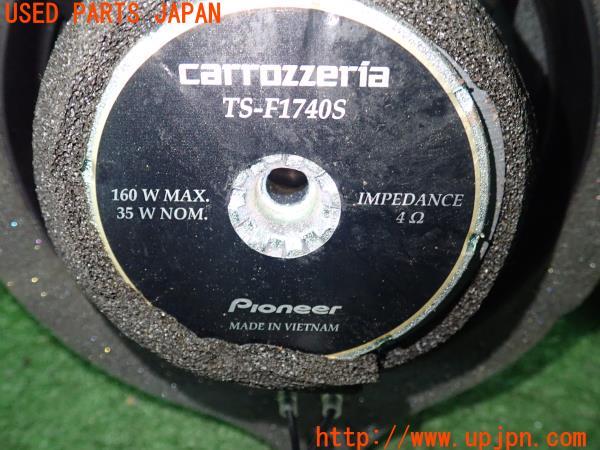 USED PARTS JAPAN
carrozzeria
TS-F1740S
160 W MAX.
35 W NOM.
IMPEDANCE
4 Ω
Pioneer
MADE IN VIETNAM
http://www.upjpn.com/